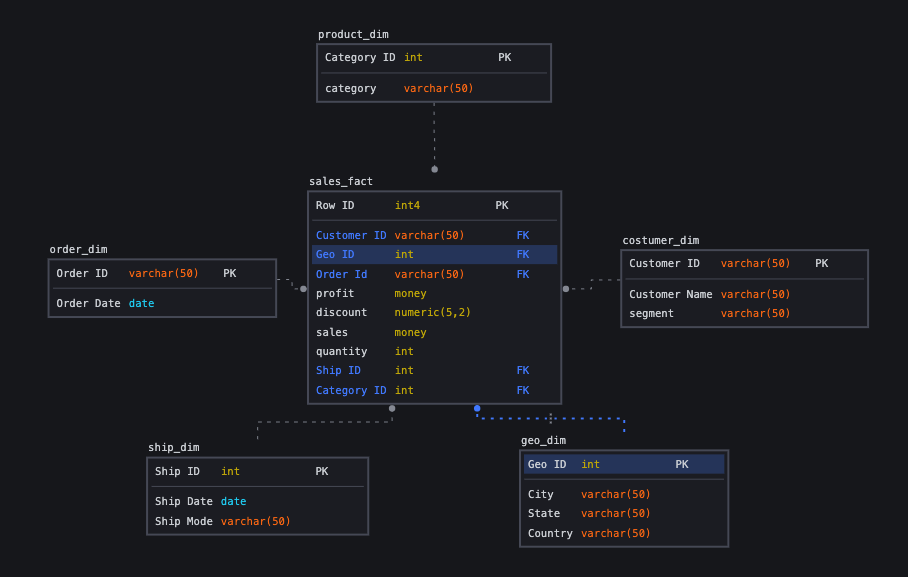 product_dim
Category ID int PK
category varchar(50)
sales_fact
Row ID int4 PK
Customer ID varchar(50) FK
Geo ID int FK
Order Id varchar(50) FK
profit money
discount numeric(5,2)
sales money
quantity int
Ship ID int FK
Category ID int FK
order_dim
Order ID varchar(50) PK
Order Date date
costumer_dim
Customer ID varchar(50) PK
Customer Name varchar(50)
segment varchar(50)
ship_dim
Ship ID int PK
Ship Date date
Ship Mode varchar(50)
geo_dim
Geo ID int PK
City varchar(50)
State varchar(50)
Country varchar(50)